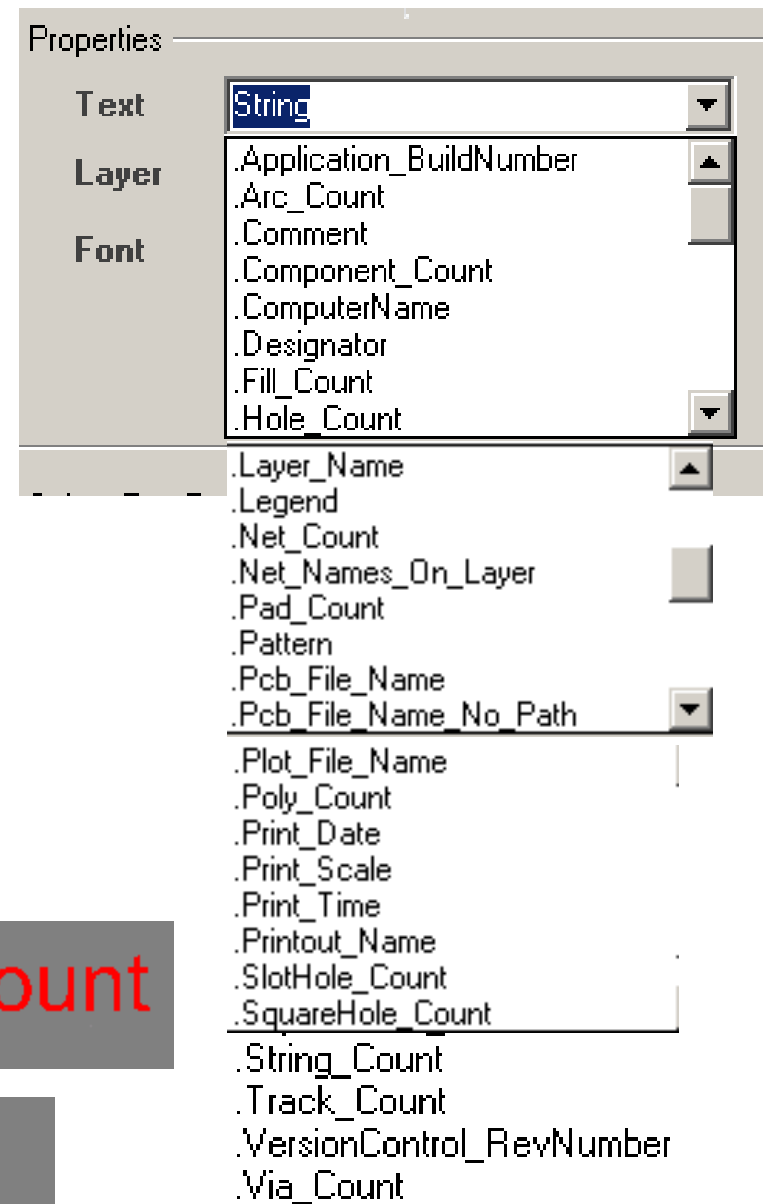 Properties
Text String
.Application_BuildNumber
Layer
.Arc_Count
.Comment
Font
.Component_Count
.ComputerName
.Designator
.Fill_Count
.Hole_Count
.Layer_Name
.Legend
.Net_Count
.Net_Names_On_Layer
.Pad_Count
.Pattern
.Pcb_File_Name
.Pcb_File_Name_No_Path
.Plot_File_Name
.Poly_Count
.Print_Date
.Print_Scale
.Print_Time
.Printout_Name
ount
.SlotHole_Count
.SquareHole_Count
.String_Count
.Track_Count
.VersionControl_RevNumber
.Via_Count